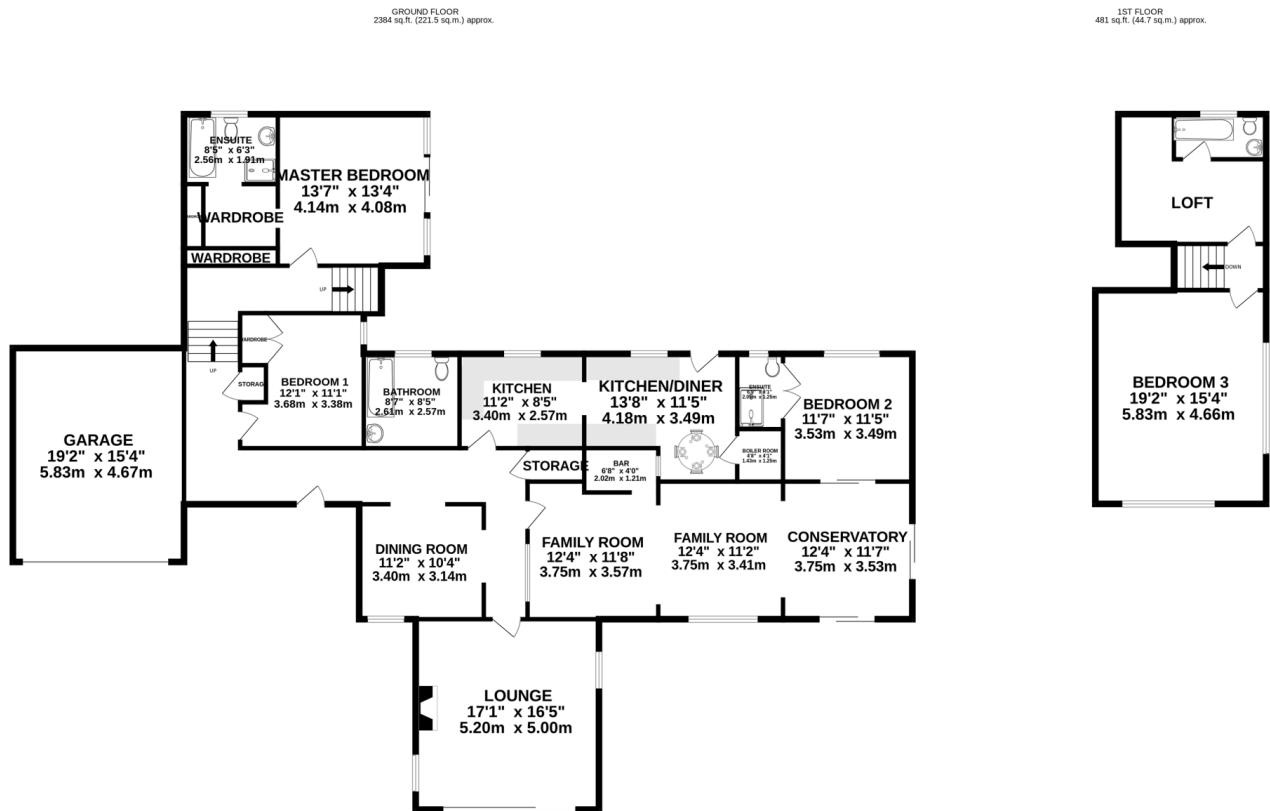 GROUND FLOOR
2384 sq.ft. (221.5 sq.m.) approx.
1ST FLOOR
481 sq.ft. (44.7 sq.m.) approx.
ENSUITE
8'5" x 6'3"
2.56m x 1.91m
MASTER BEDROOM
13'7" x 13'4"
4.14m x 4.08m
WARDROBE
WARDROBE
UP
UP
WARDROBE
STORAG
BEDROOM 1
12'1" x 11'1"
3.68m x 3.38m
BATHROOM
8'7" x 8'5"
2.61m x 2.57m
KITCHEN
11'2" x 8'5"
3.40m x 2.57m
KITCHEN/DINER
13'8" x 11'5"
4.18m x 3.49m
ENSUITE
BEDROOM 2
11'7" x 11'5"
3.53m x 3.49m
BOILER ROOM
4'8" x 4'1"
1.43m x 1.25m
GARAGE
19'2" x 15'4"
5.83m x 4.67m
STORAGE
BAR
6'8" x 4'0"
2.02m x 1.21m
DINING ROOM
11'2" x 10'4"
3.40m x 3.14m
FAMILY ROOM
12'4" x 11'8"
3.75m x 3.57m
FAMILY ROOM
12'4" x 11'2"
3.75m x 3.41m
CONSERVATORY
12'4" x 11'7"
3.75m x 3.53m
LOUNGE
17'1" x 16'5"
5.20m x 5.00m
LOFT
DOWN
BEDROOM 3
19'2" x 15'4"
5.83m x 4.66m